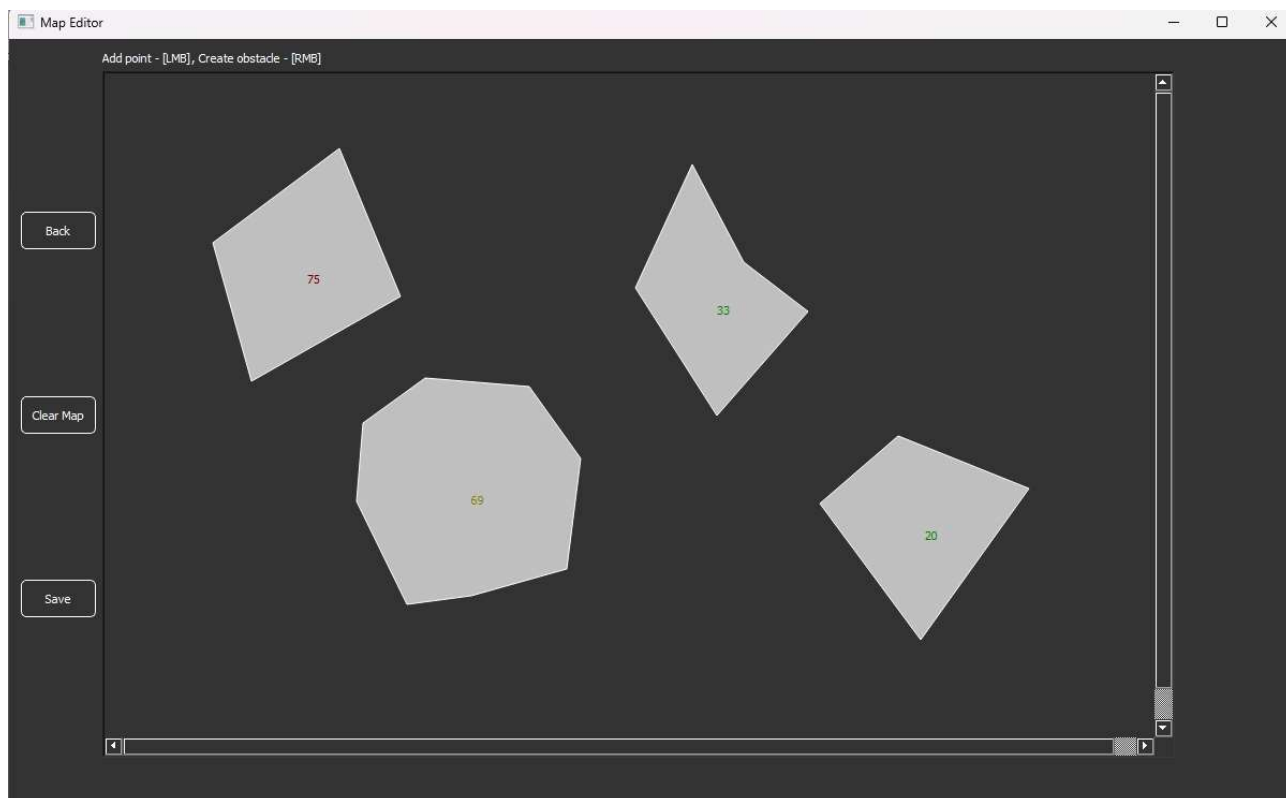 Map Editor
Add point - [LMB], Create obstacle - [RMB]
Back
75
33
Clear Map
69
20
Save